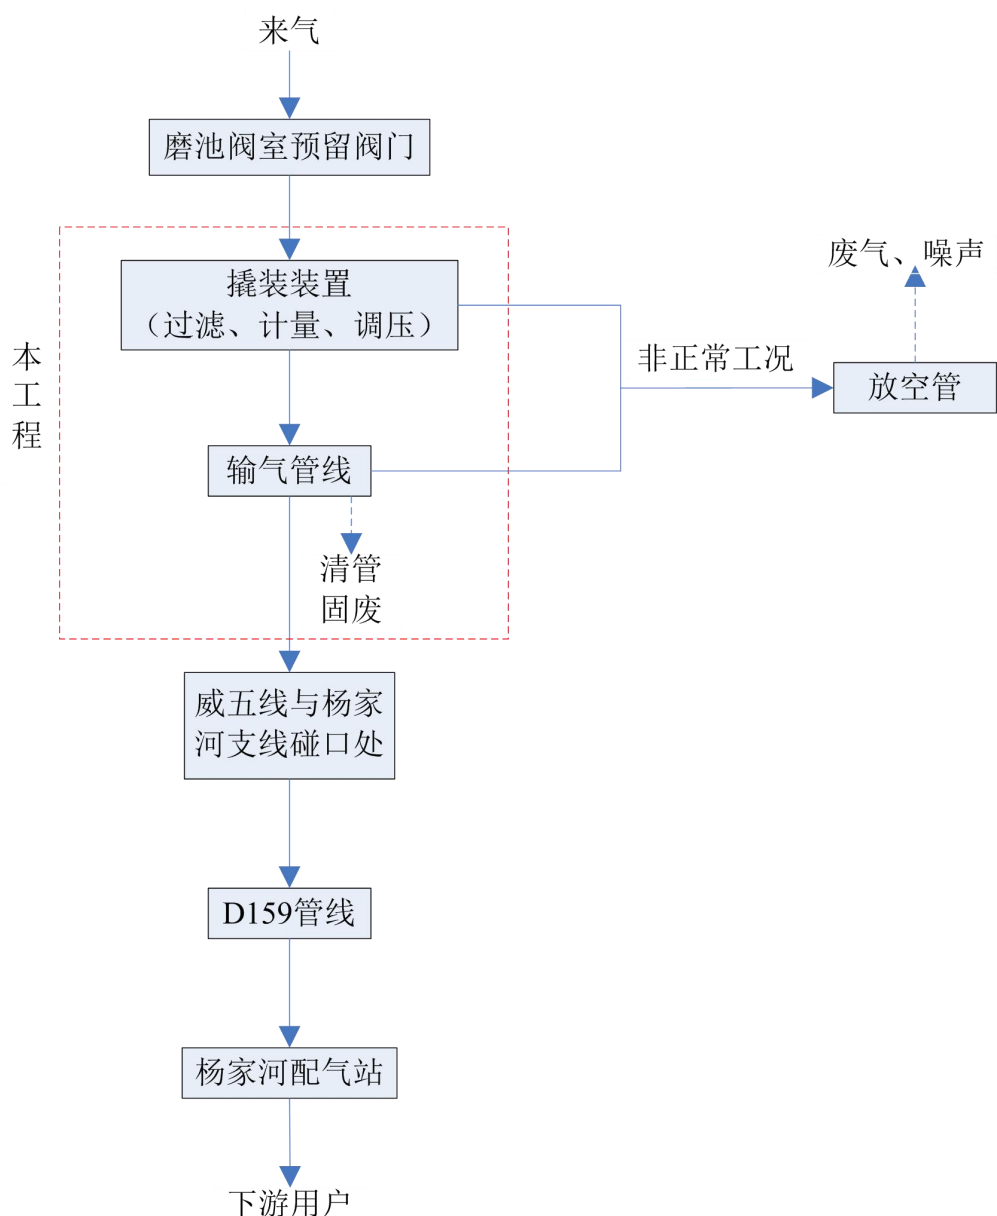 来气
磨池阀室预留阀门
撬装装置
（过滤、计量、调压）
废气、噪声
本
工
程
非正常工况
放空管
输气管线
清管
固废
威五线与杨家
河支线碰口处
D159管线
杨家河配气站
下游用户